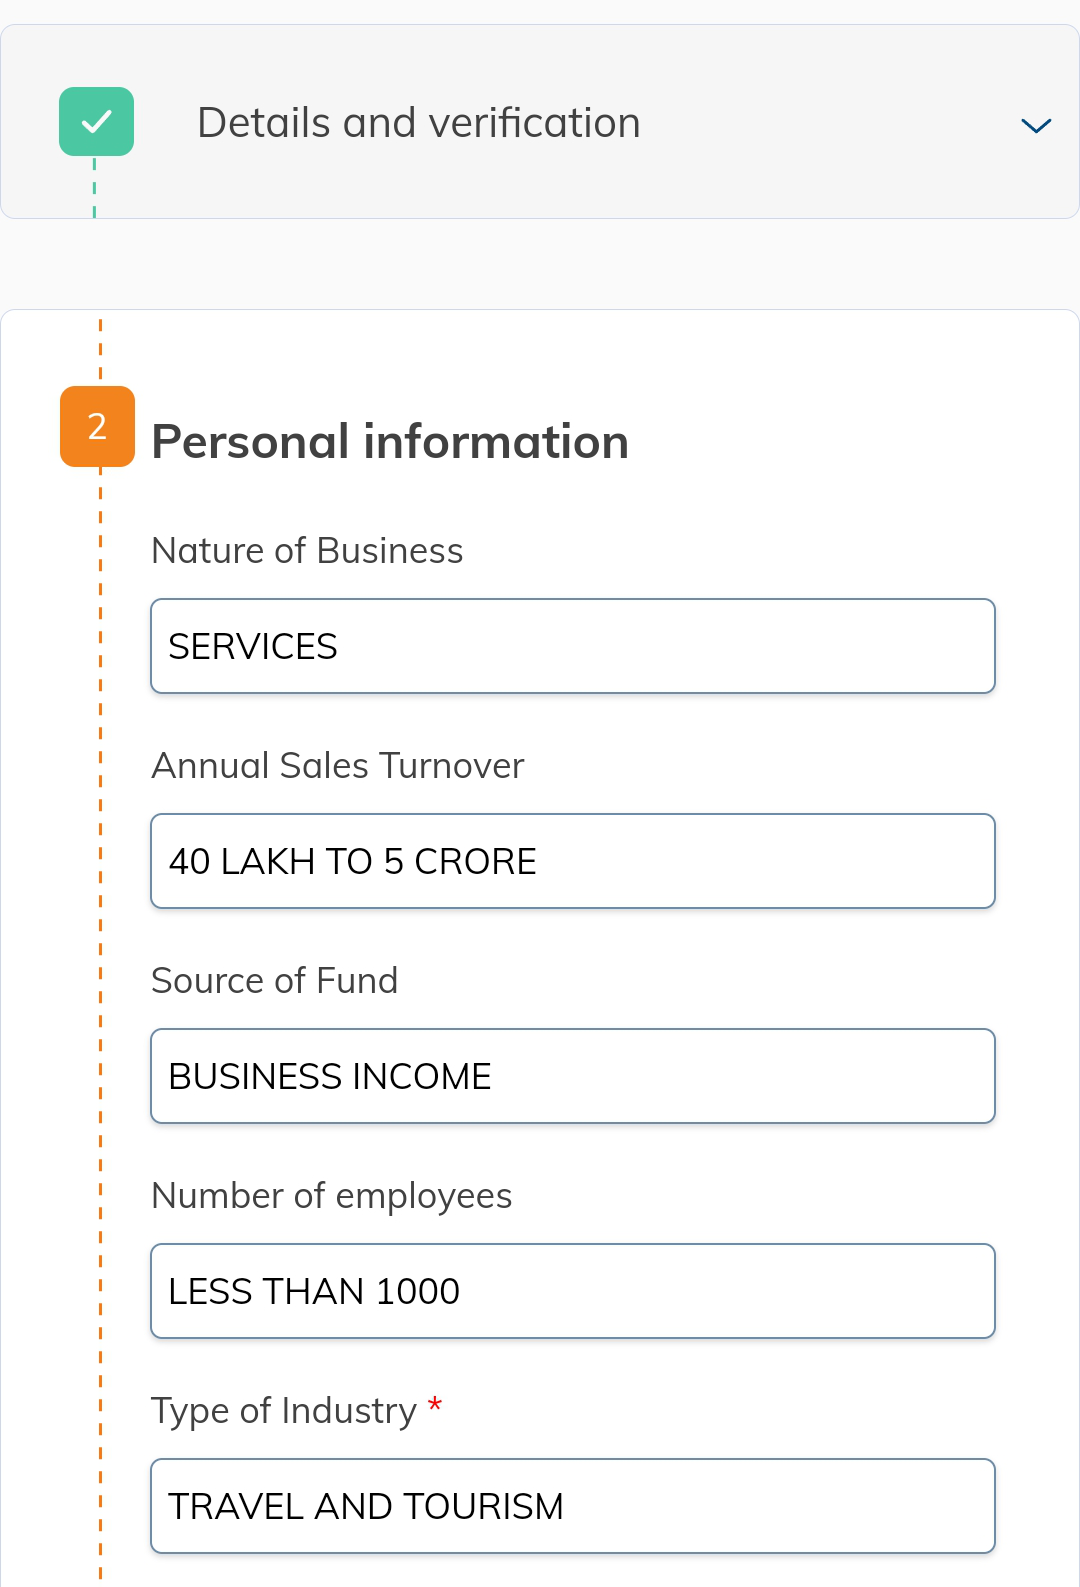 Details and verification
2
Personal information
Nature of Business
SERVICES
Annual Sales Turnover
40 LAKH TO 5 CRORE
Source of Fund
BUSINESS INCOME
Number of employees
LESS THAN 1000
Type of Industry *
TRAVEL AND TOURISM